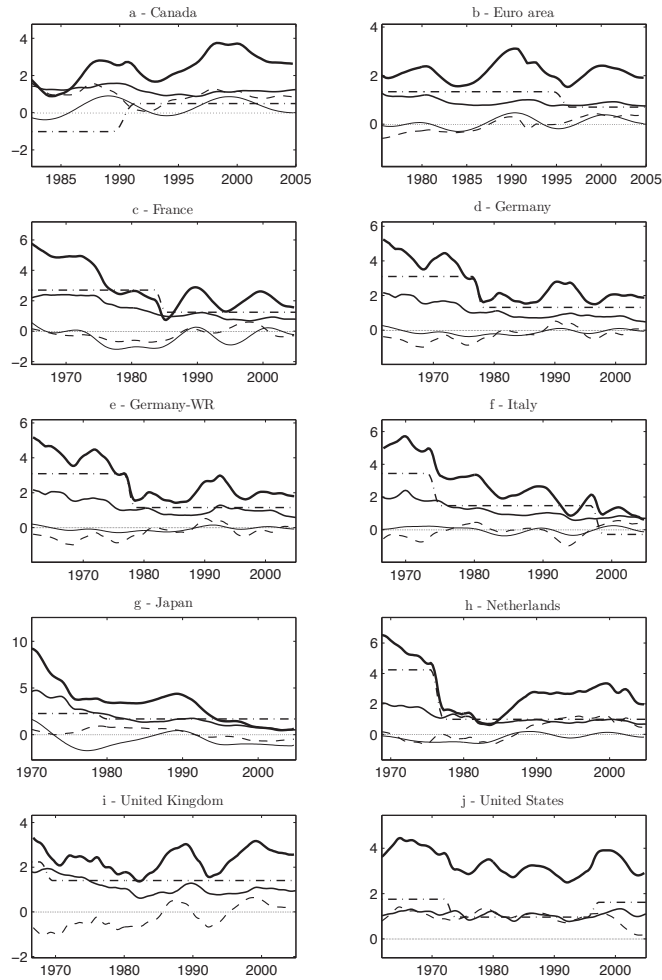 a - Canada
4
2
0
−2
1985 1990 1995 2000 2005
b - Euro area
4
2
0
1980 1985 1990 1995 2000 2005
c - France
6
4
2
0
−2
1970 1980 1990 2000
d - Germany
6
4
2
0
1970 1980 1990 2000
e - Germany-WR
6
4
2
0
1970 1980 1990 2000
f - Italy
6
4
2
0
1970 1980 1990 2000
g - Japan
10
5
0
1970 1980 1990 2000
h - Netherlands
6
4
2
0
1970 1980 1990 2000
i - United Kingdom
4
2
0
−2
1970 1980 1990 2000
j - United States
4
2
0
1970 1980 1990 2000